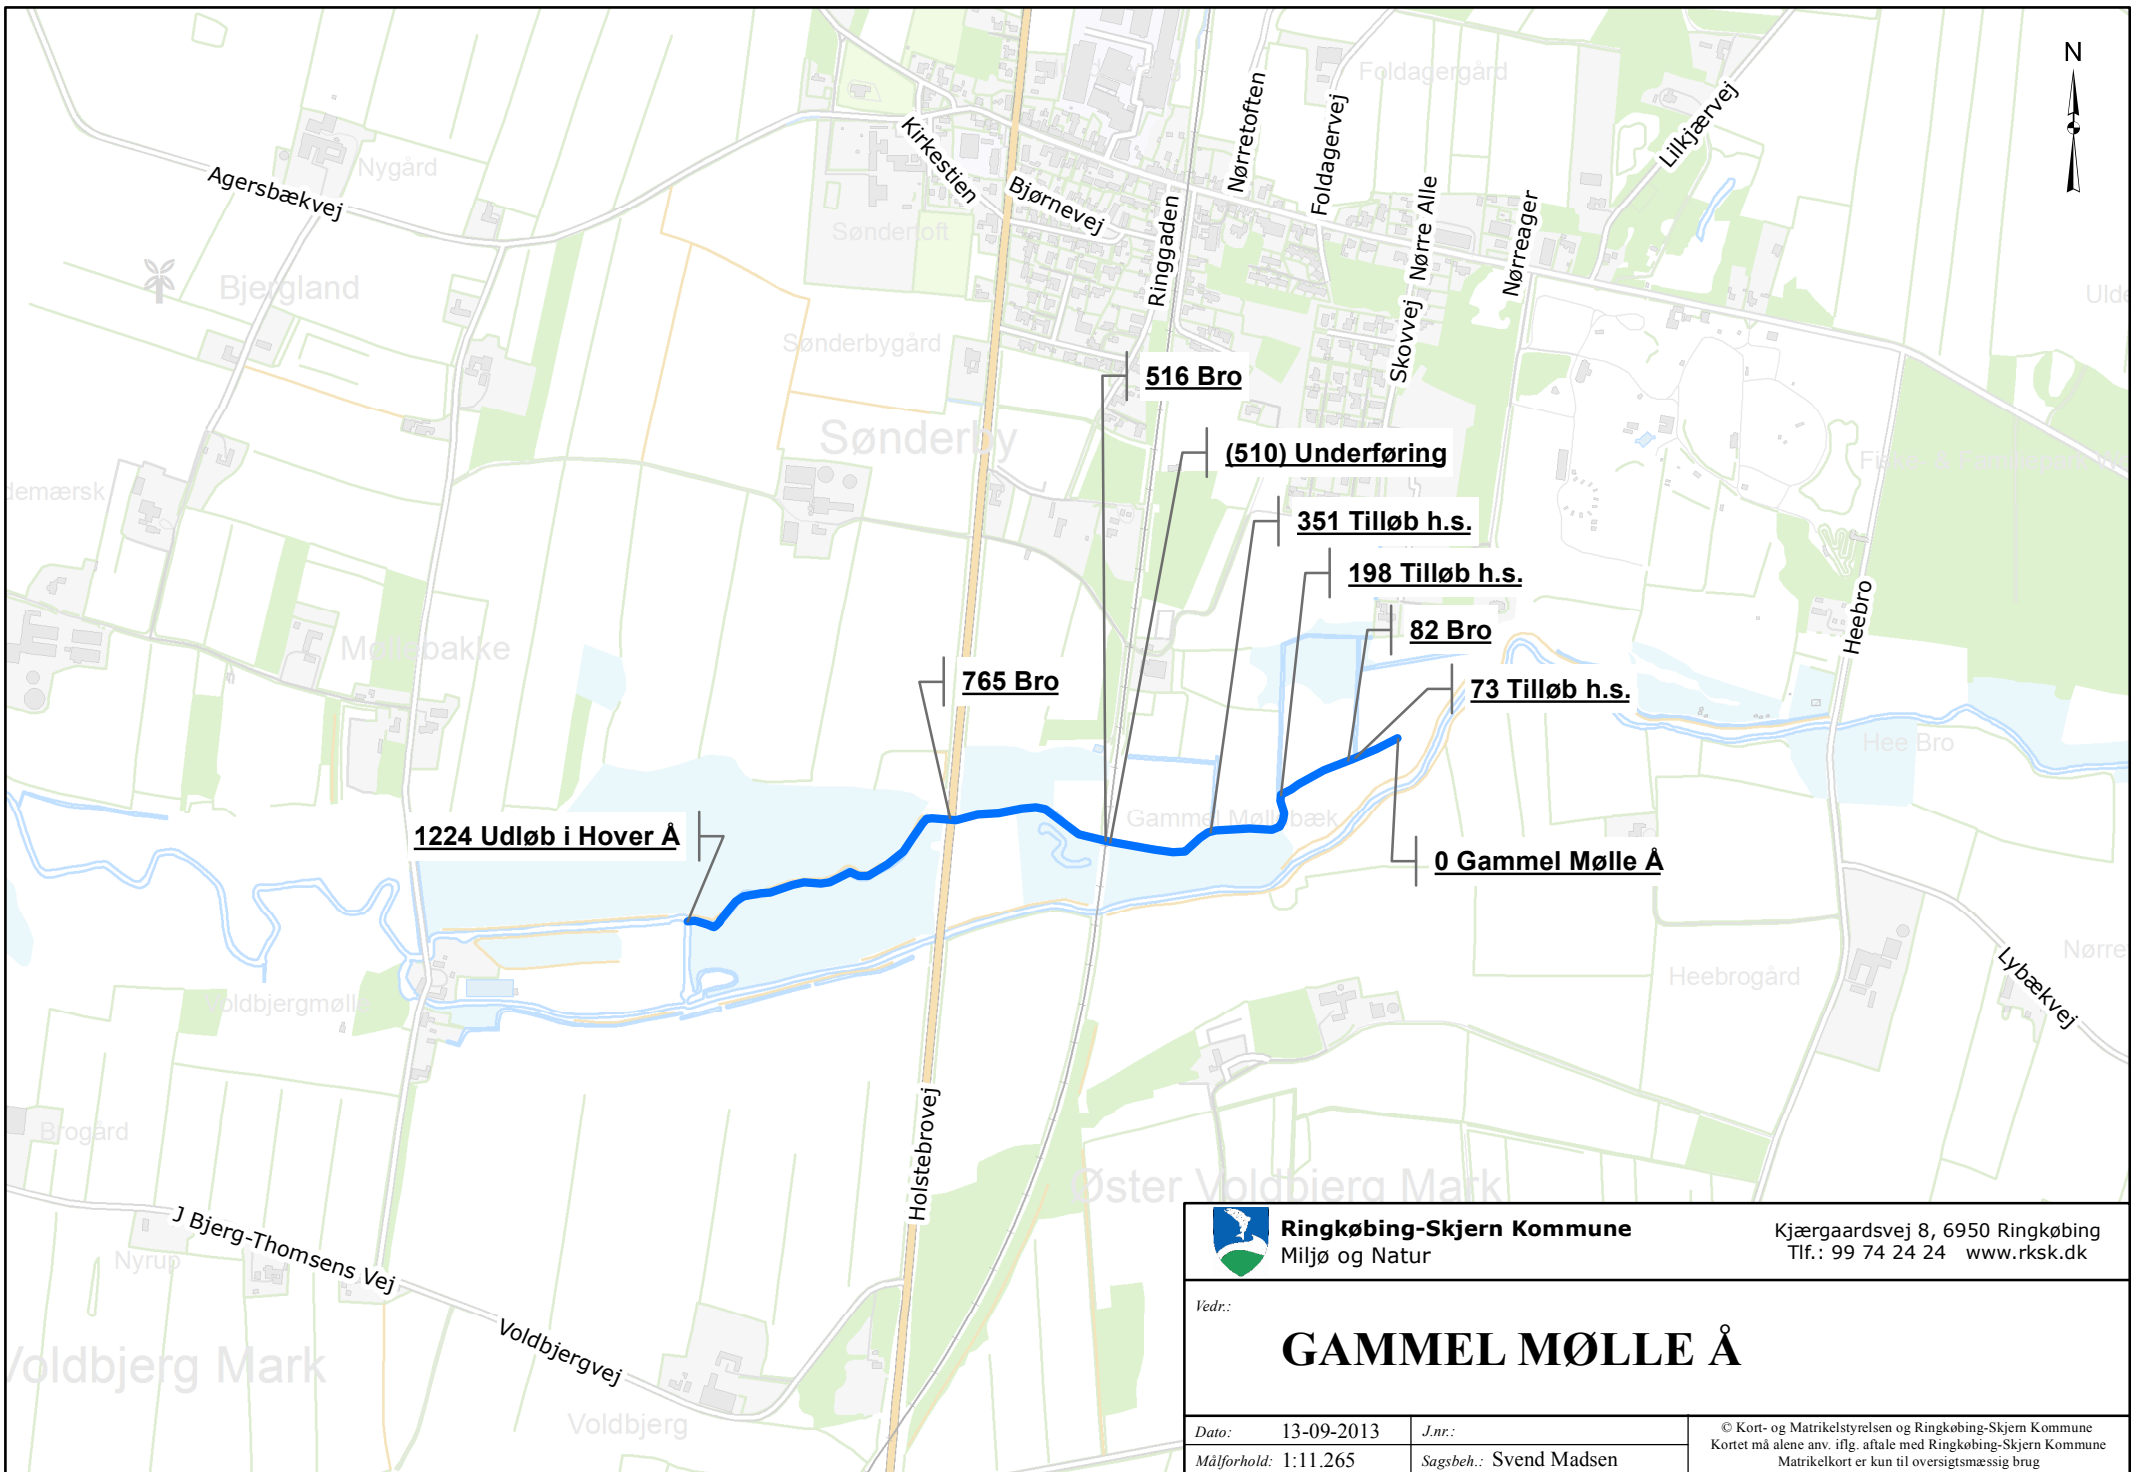 N
Foldagergård
Lilkjærvej
Nørretoften
Foldagervej
Kirkestien
Nygård
Agersbækvej
Bjørnevej
Ringgaden
Nørre Alle
Nørreager
Søndertoft
Bjergland
Sønderbygård
Skovvej
516 Bro
Sønderby
(510) Underføring
351 Tilløb h.s.
198 Tilløb h.s.
82 Bro
Heebro
Møllebakke
765 Bro
73 Tilløb h.s.
Hee Bro
Gammel Møllebæk
1224 Udløb i Hover Å
0 Gammel Mølle Å
Heebrogård
Nørre
Lybækvej
Voldbjergmølle
Brogård
Holstebrovej
Øster Voldbjerg Mark
J Bjerg-Thomsens Vej
Nyrup
Voldbjergvej
Voldbjerg Mark
Voldbjerg
Ringkøbing-Skjern Kommune
Miljø og Natur
Kjærgaardsvej 8, 6950 Ringkøbing
Tlf.: 99 74 24 24 www.rksk.dk
Vedr.:
GAMMEL MØLLE Å
Dato: 13-09-2013
J.nr.:
Målforhold: 1:11.265
Sagsbeh.: Svend Madsen
© Kort- og Matrikelstyrelsen og Ringkøbing-Skjern Kommune
Kortet må alene anv. iflg. aftale med Ringkøbing-Skjern Kommune
Matrikelkort er kun til oversigtsmæssig brug